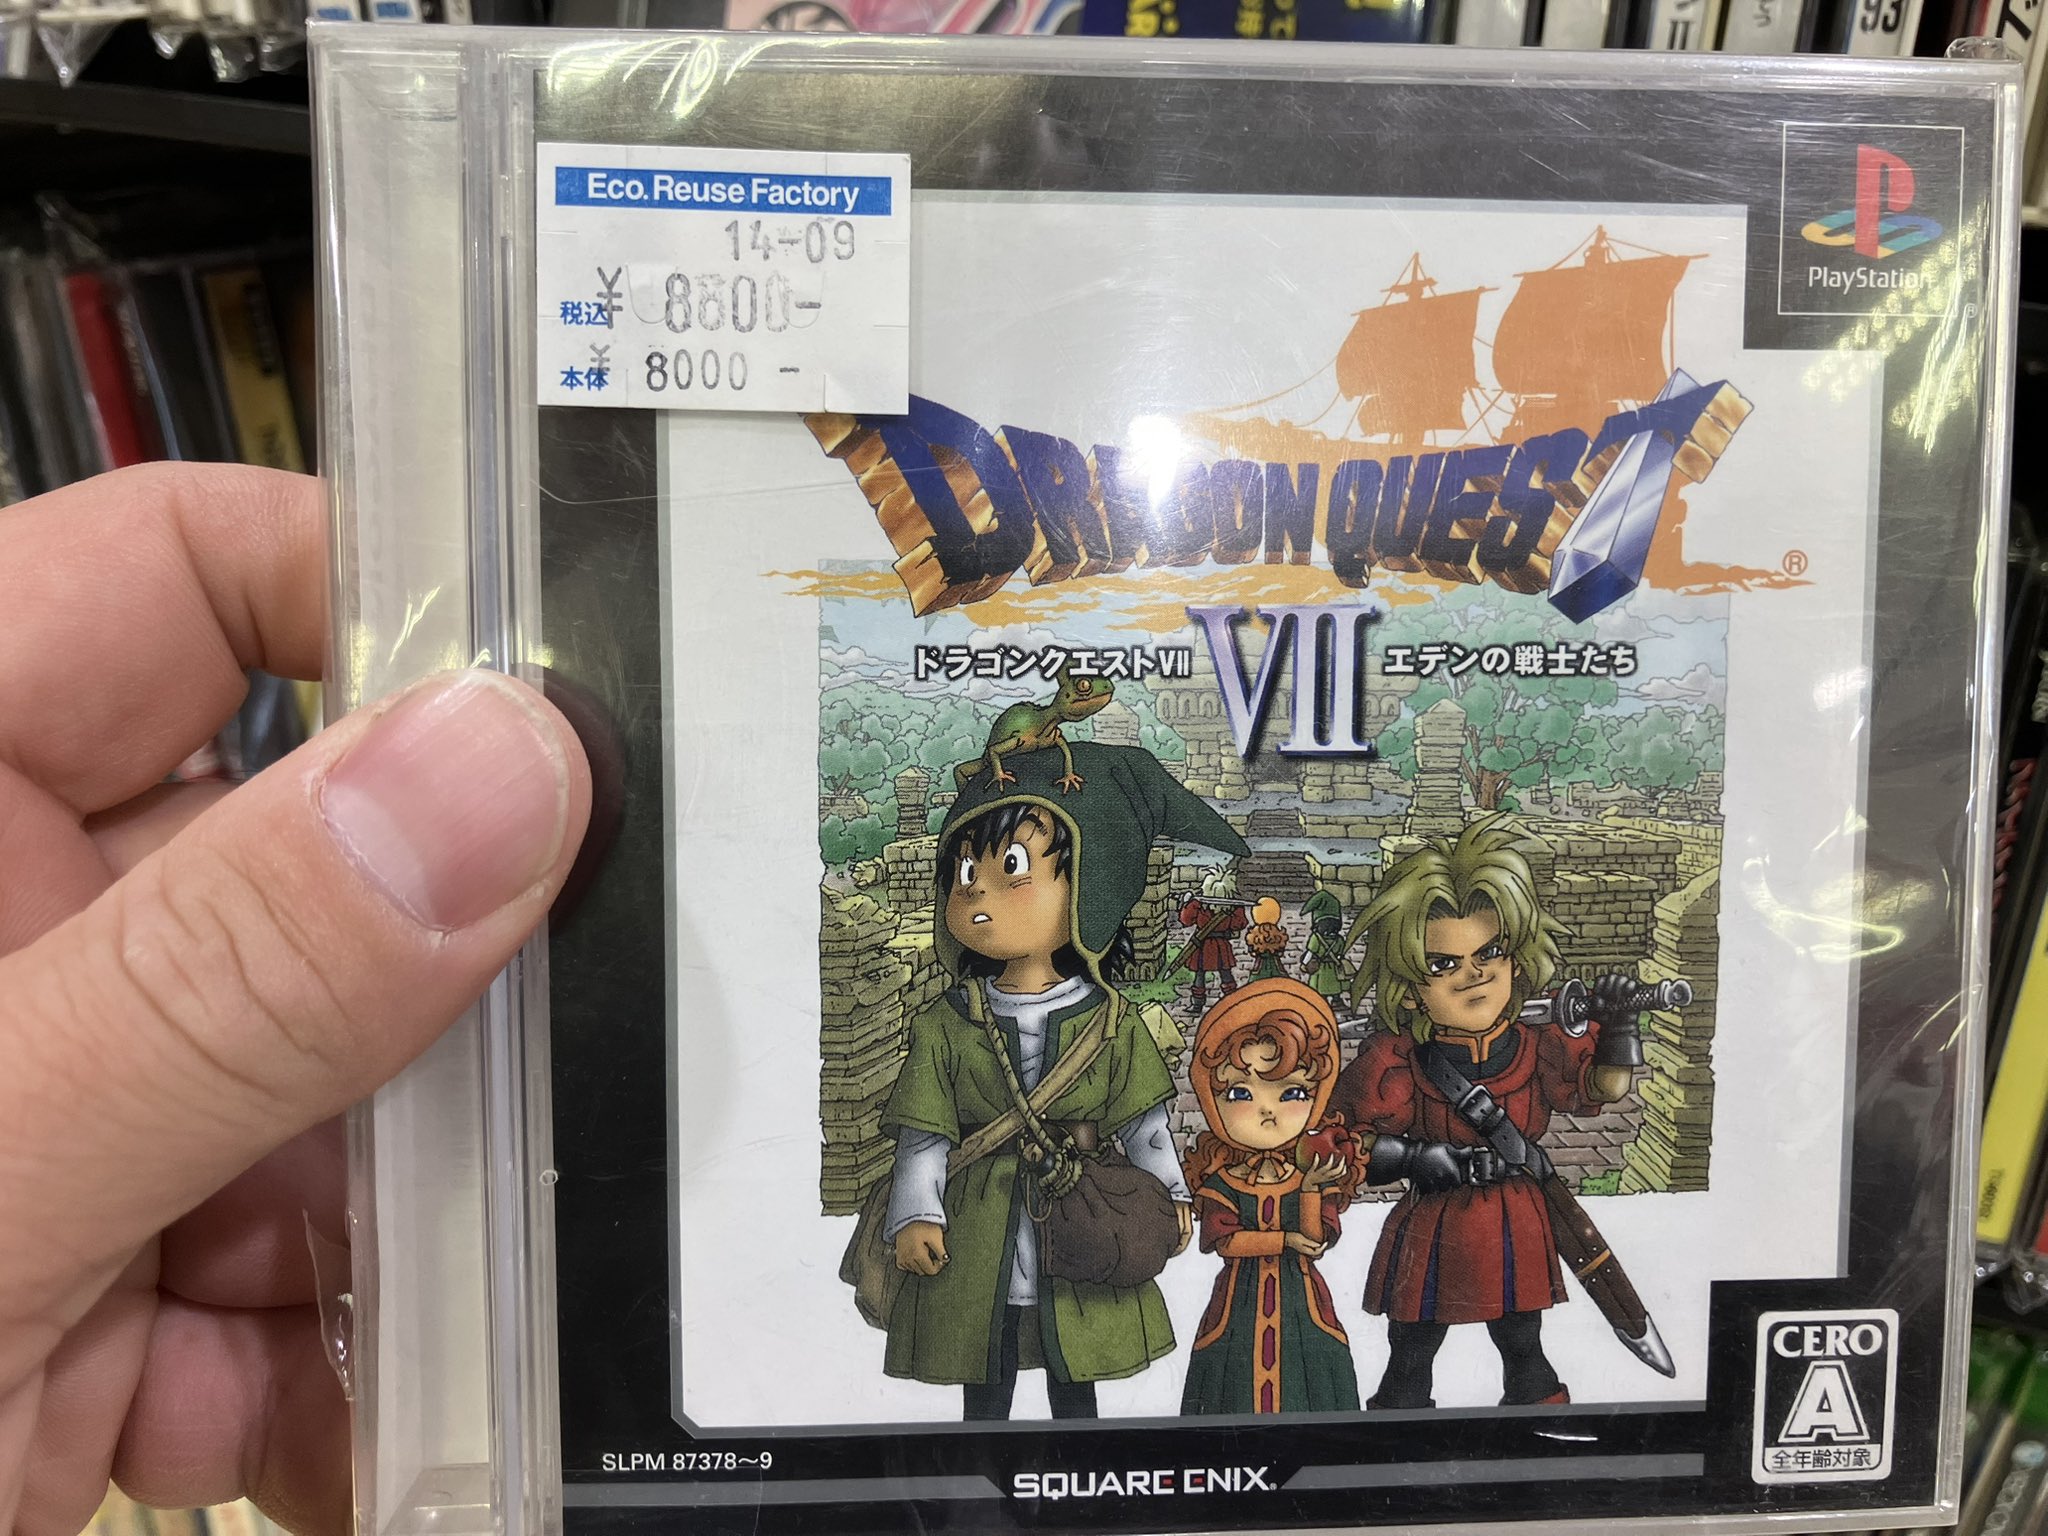 Eco. Reuse Factory
14-09
税込 ¥ 8800-
本体 ¥ 8000 -
PlayStation
®
DRAGON QUEST
®
VII
ドラゴンクエストVII エデンの戦士たち
SLPM 87378〜9
SQUARE ENIX®
CERO
A
全年齢対象
93